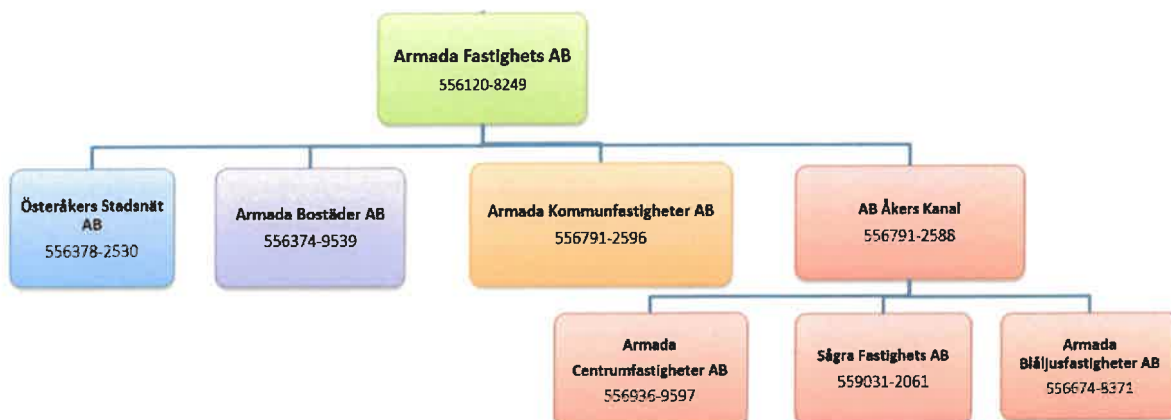 Armada Fastighets AB
556120-8249
Österåkers Stadsnät
AB
556378-2530
Armada Bostäder AB
556374-9539
Armada Kommunfastigheter AB
556791-2596
AB Åkers Kanal
556791-2588
Armada
Centrumfastigheter AB
556936-9597
Sågra Fastighets AB
559031-2061
Armada
Blåljusfastigheter AB
556674-8371